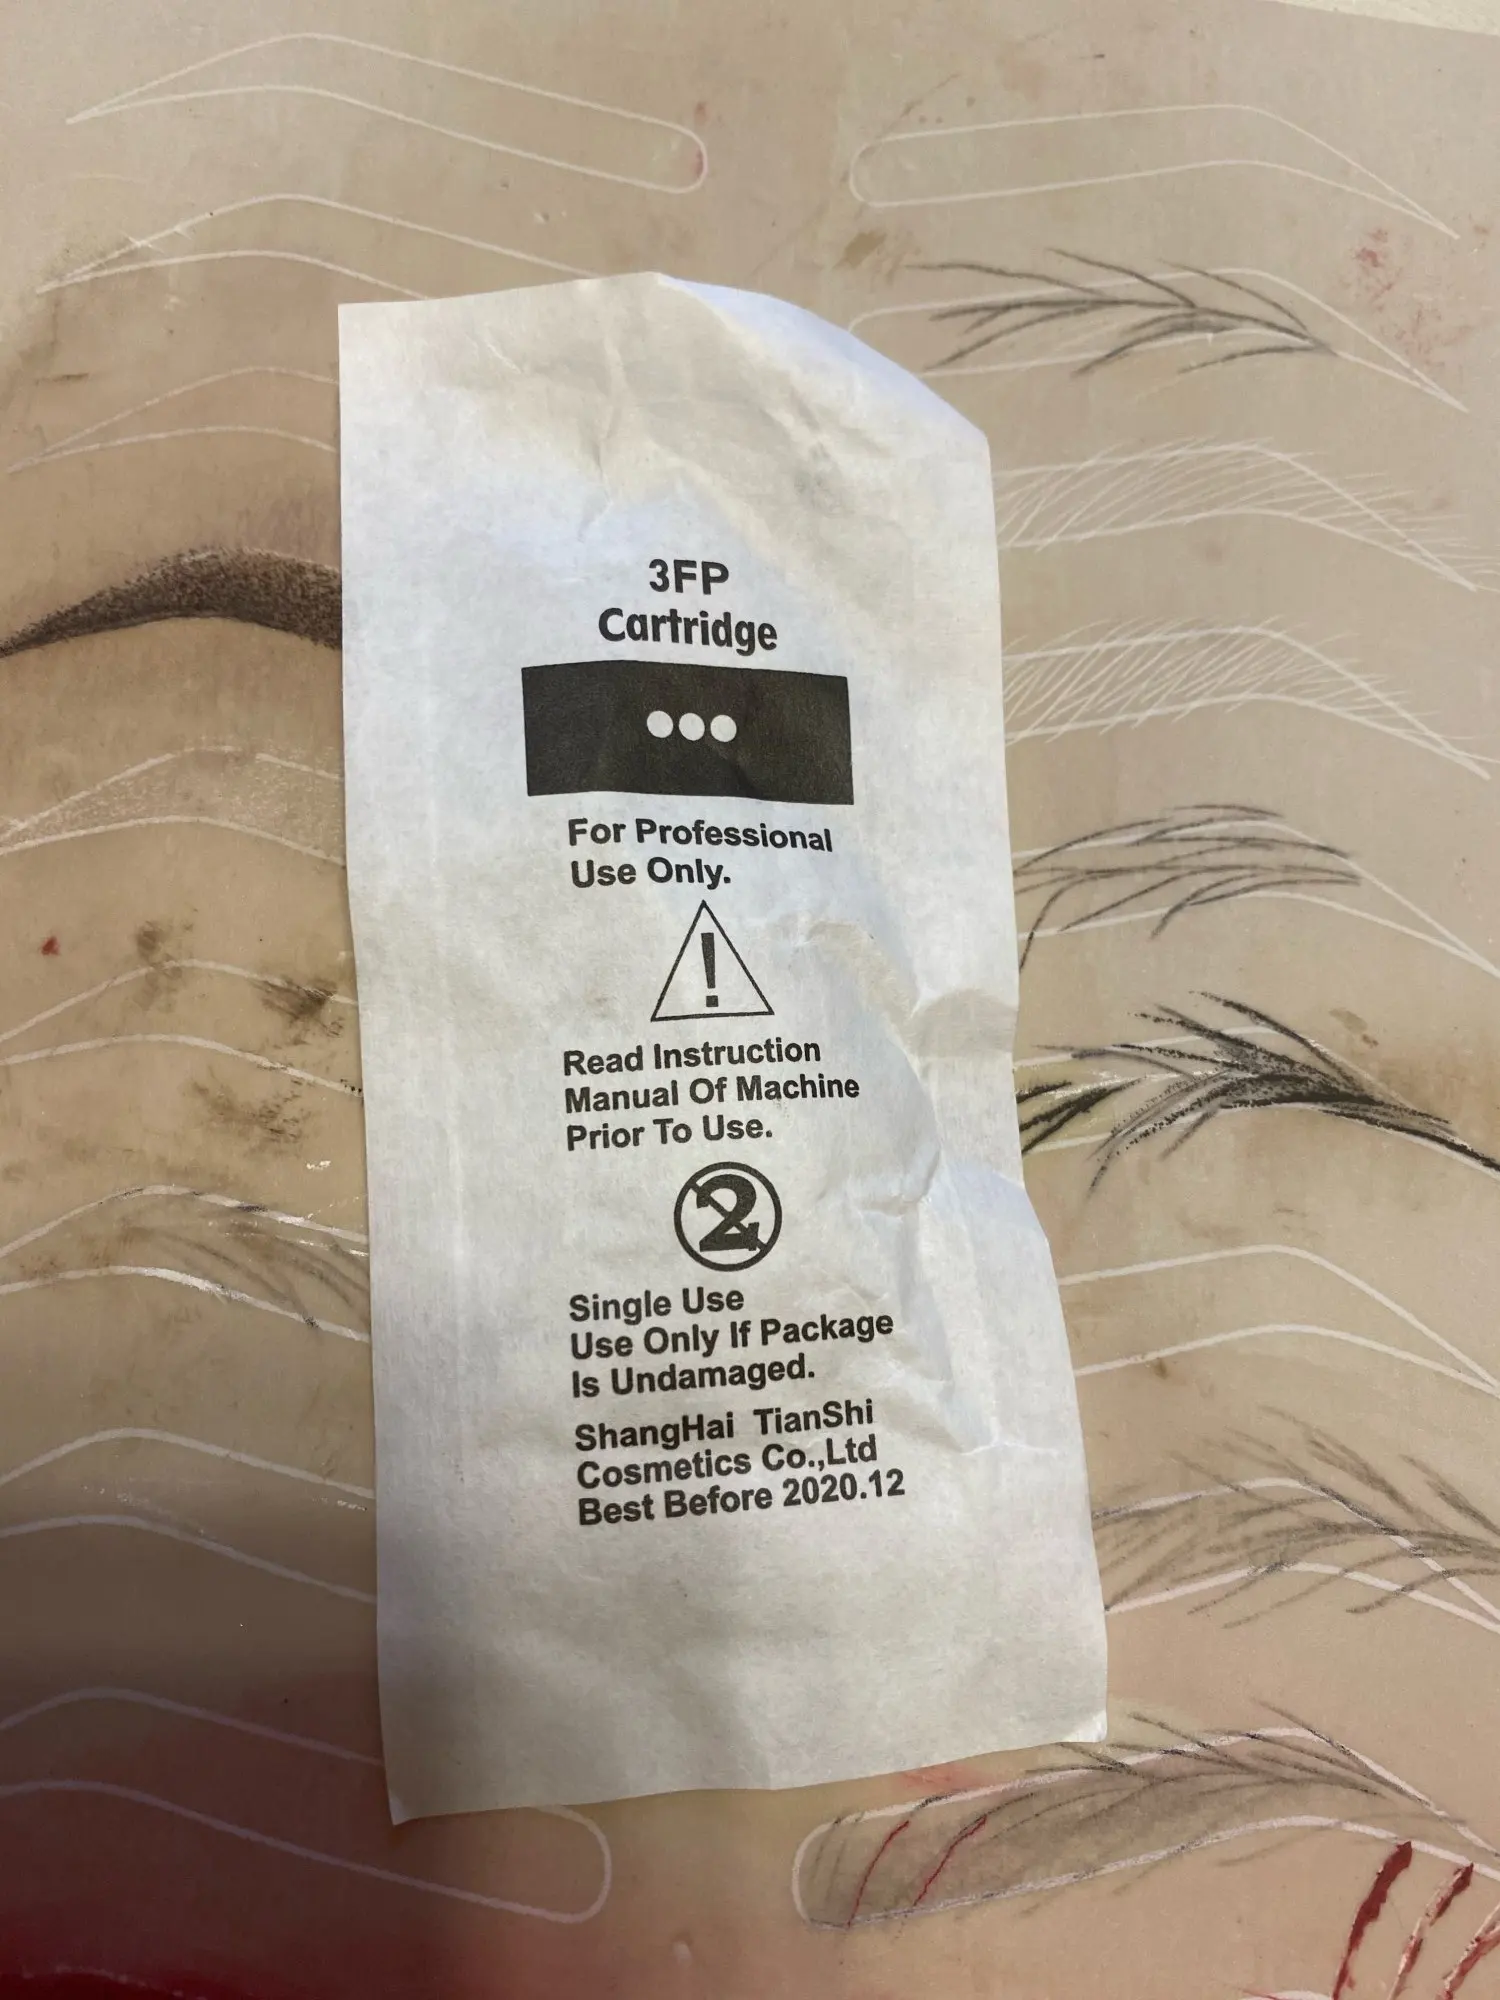 3FP
Cartridge
For Professional
Use Only.
!
Read Instruction
Manual Of Machine
Prior To Use.
2
Single Use
Use Only If Package
Is Undamaged.
ShangHai TianShi
Cosmetics Co.,Ltd
Best Before 2020.12